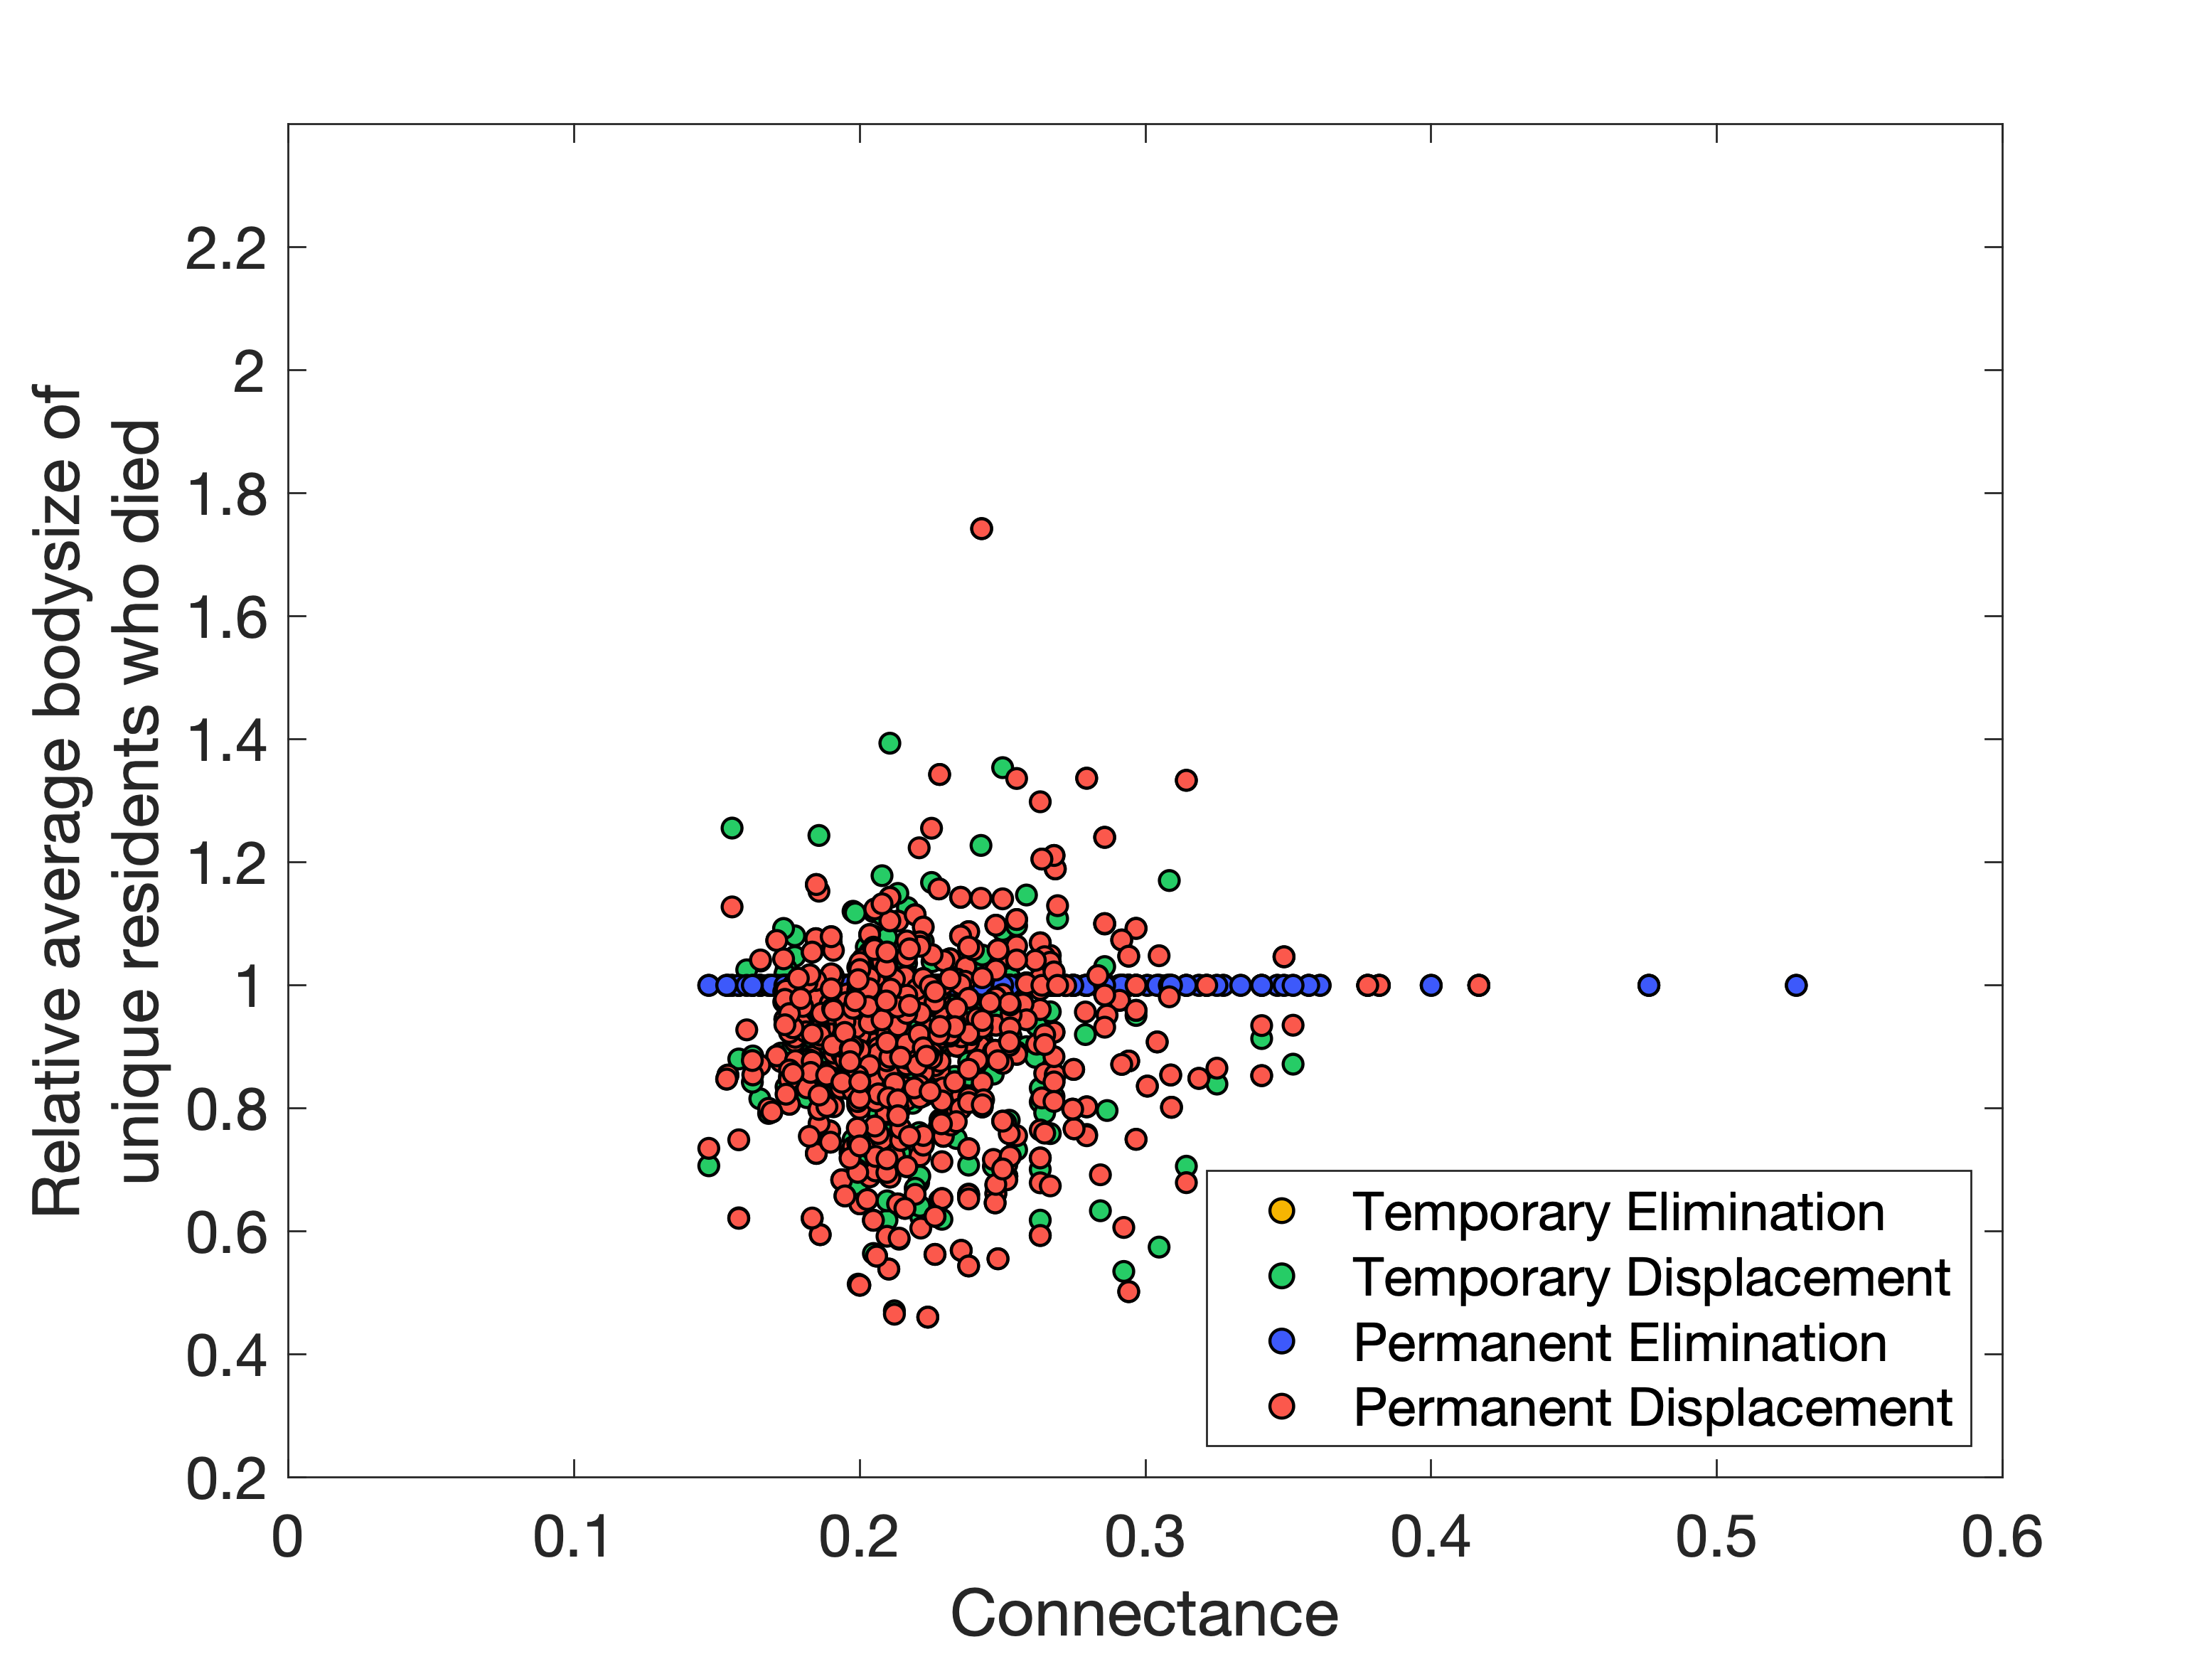 2.2
2
1.8
1.6
1.4
1.2
1
0.8
0.6
0.4
0.2
Relative average bodysize of
unique residents who died
Temporary Elimination
Temporary Displacement
Permanent Elimination
Permanent Displacement
0 0.1 0.2 0.3 0.4 0.5 0.6
Connectance